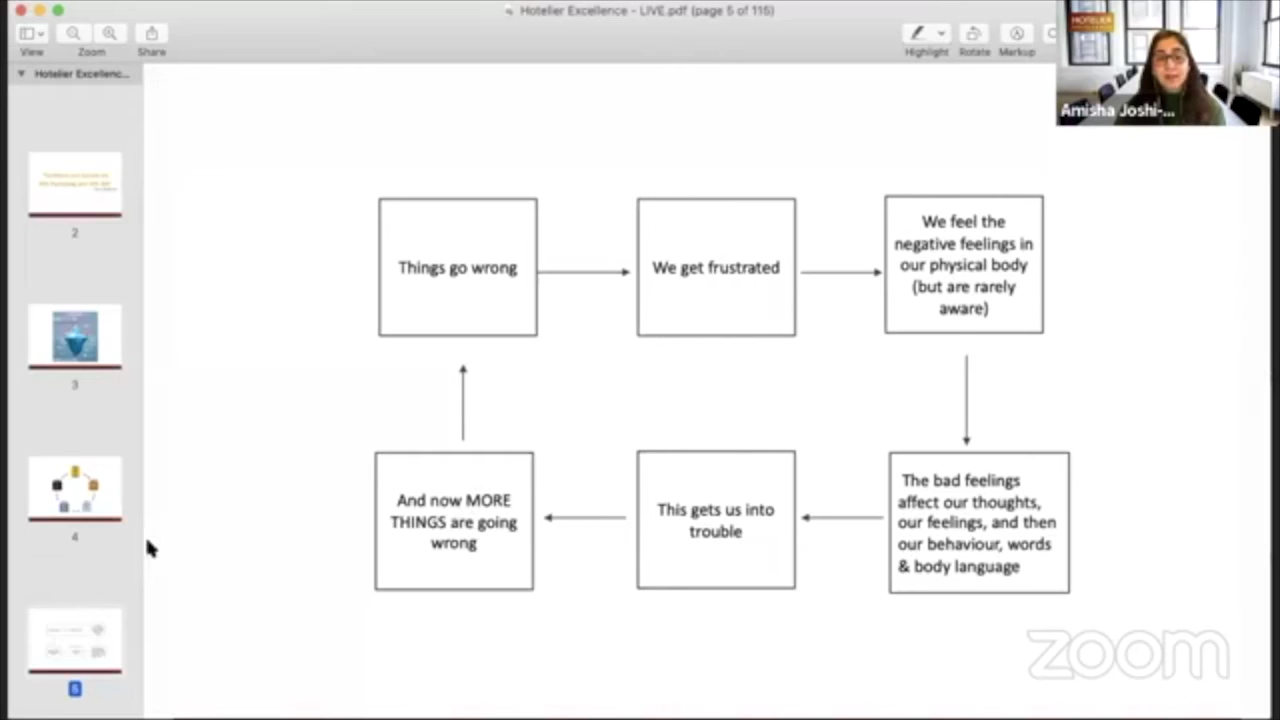 Hotelier Excellence - LIVE.pdf (page 5 of 115)
View
Zoom
Share
Highlight
Rotate
Markup
HOTELIER
Amisha Joshi-...
Hotelier Excellenc...
2
3
4
5
Things go wrong
We get frustrated
We feel the
negative feelings in
our physical body
(but are rarely
aware)
And now MORE
THINGS are going
wrong
This gets us into
trouble
The bad feelings
affect our thoughts,
our feelings, and then
our behaviour, words
& body language
zoom